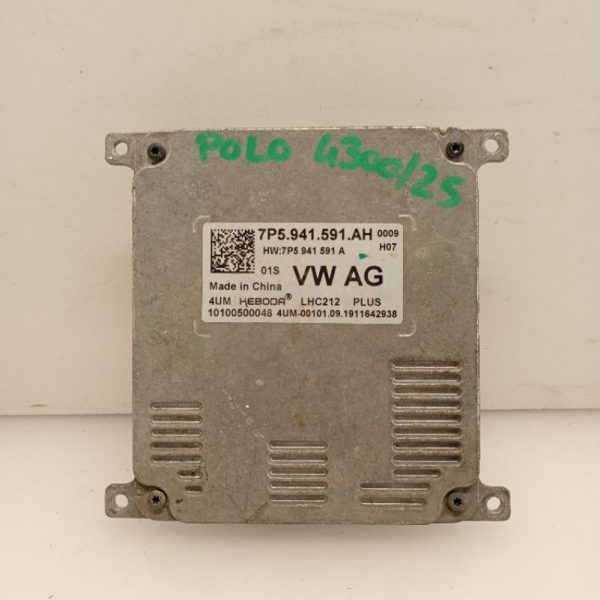 POLO 4300/25
7P5.941.591.AH 0009
HW:7P5 941 591 A H07
01S VW AG
Made in China
4UM KEBODA® LHC212 PLUS
10100500048 4UM-00101.09.1911642938